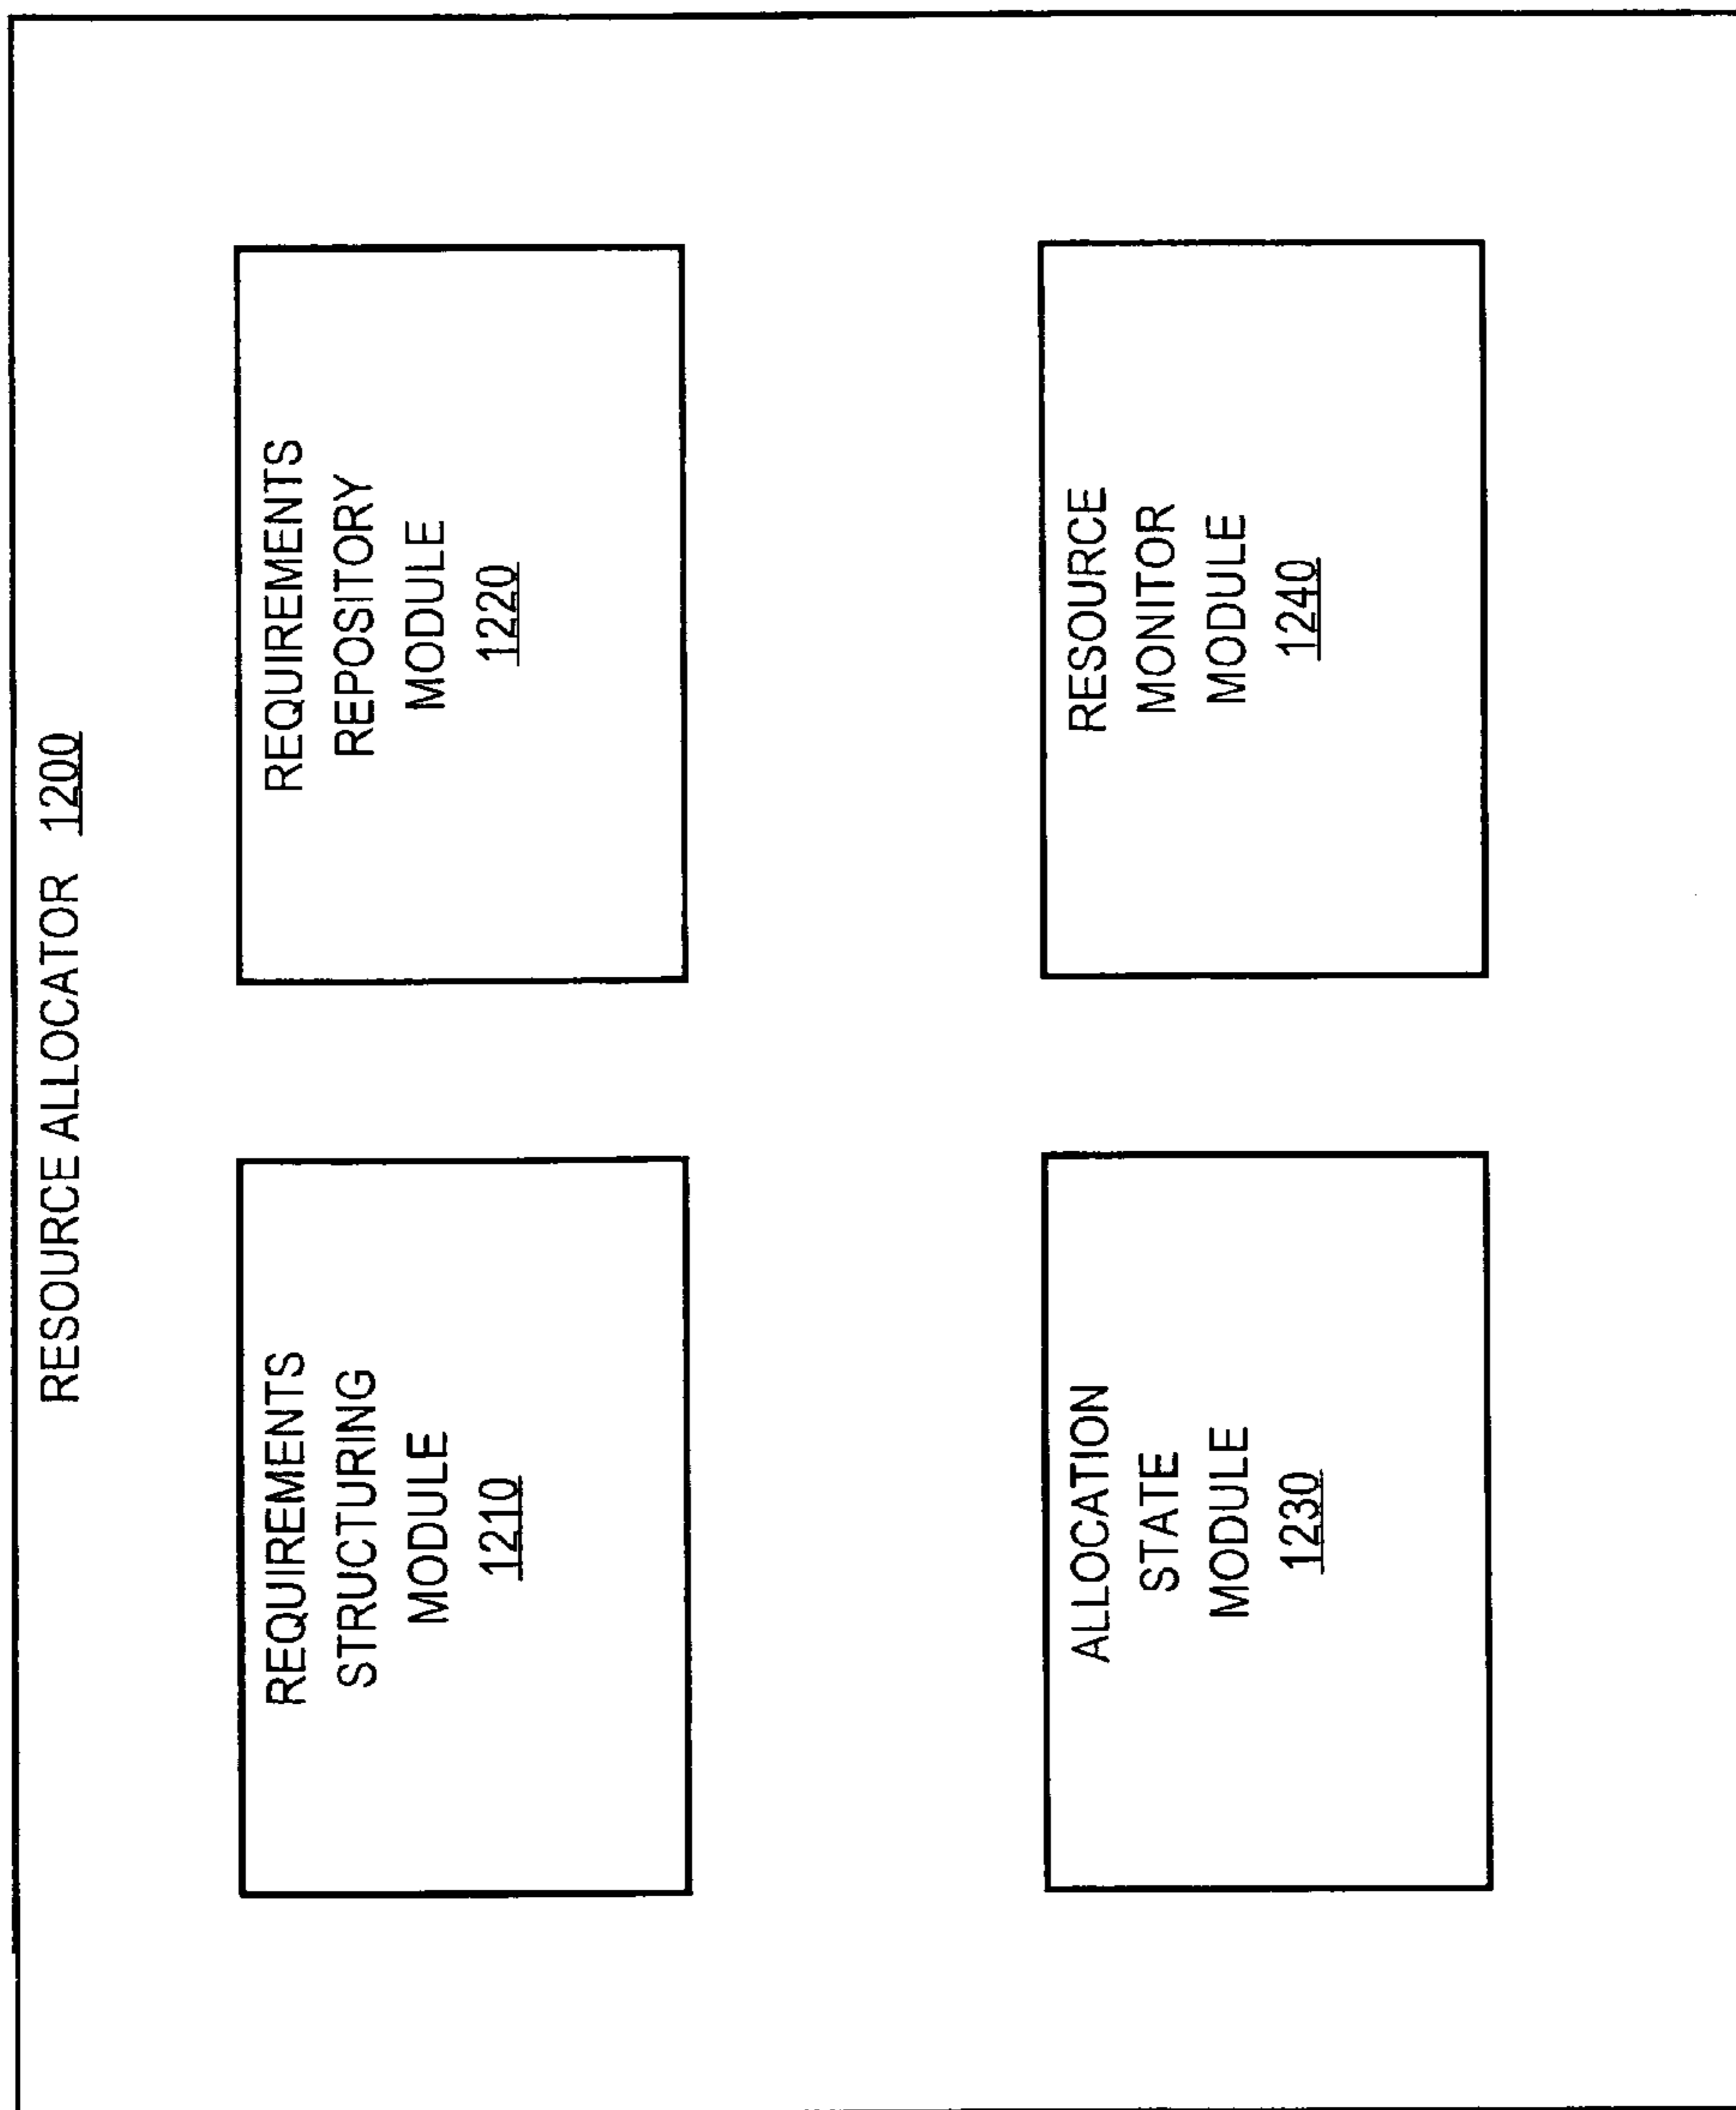 RESOURCE ALLOCATOR 1200
REQUIREMENTS
STRUCTURING
MODULE
1210
REQUIREMENTS
REPOSITORY
MODULE
1220
ALLOCATION
STATE
MODULE
1230
RESOURCE
MONITOR
MODULE
1240